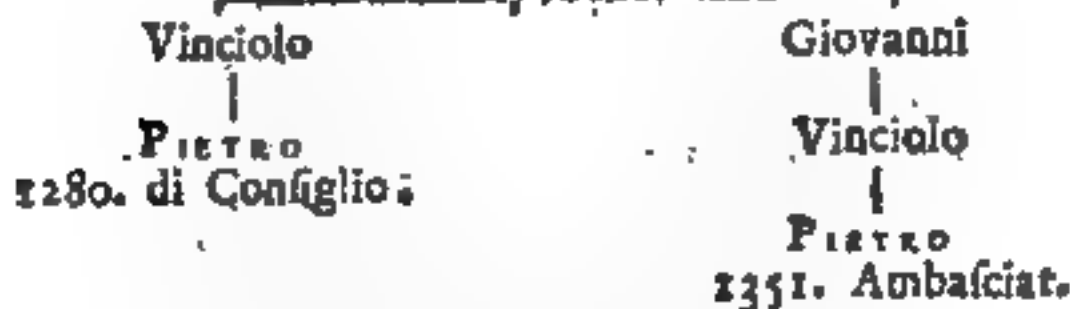 Vinciolo
Giovanni
PIETRO
Vinciolo
1280. di Conſiglio.
PIETRO
1351. Ambaſciat.